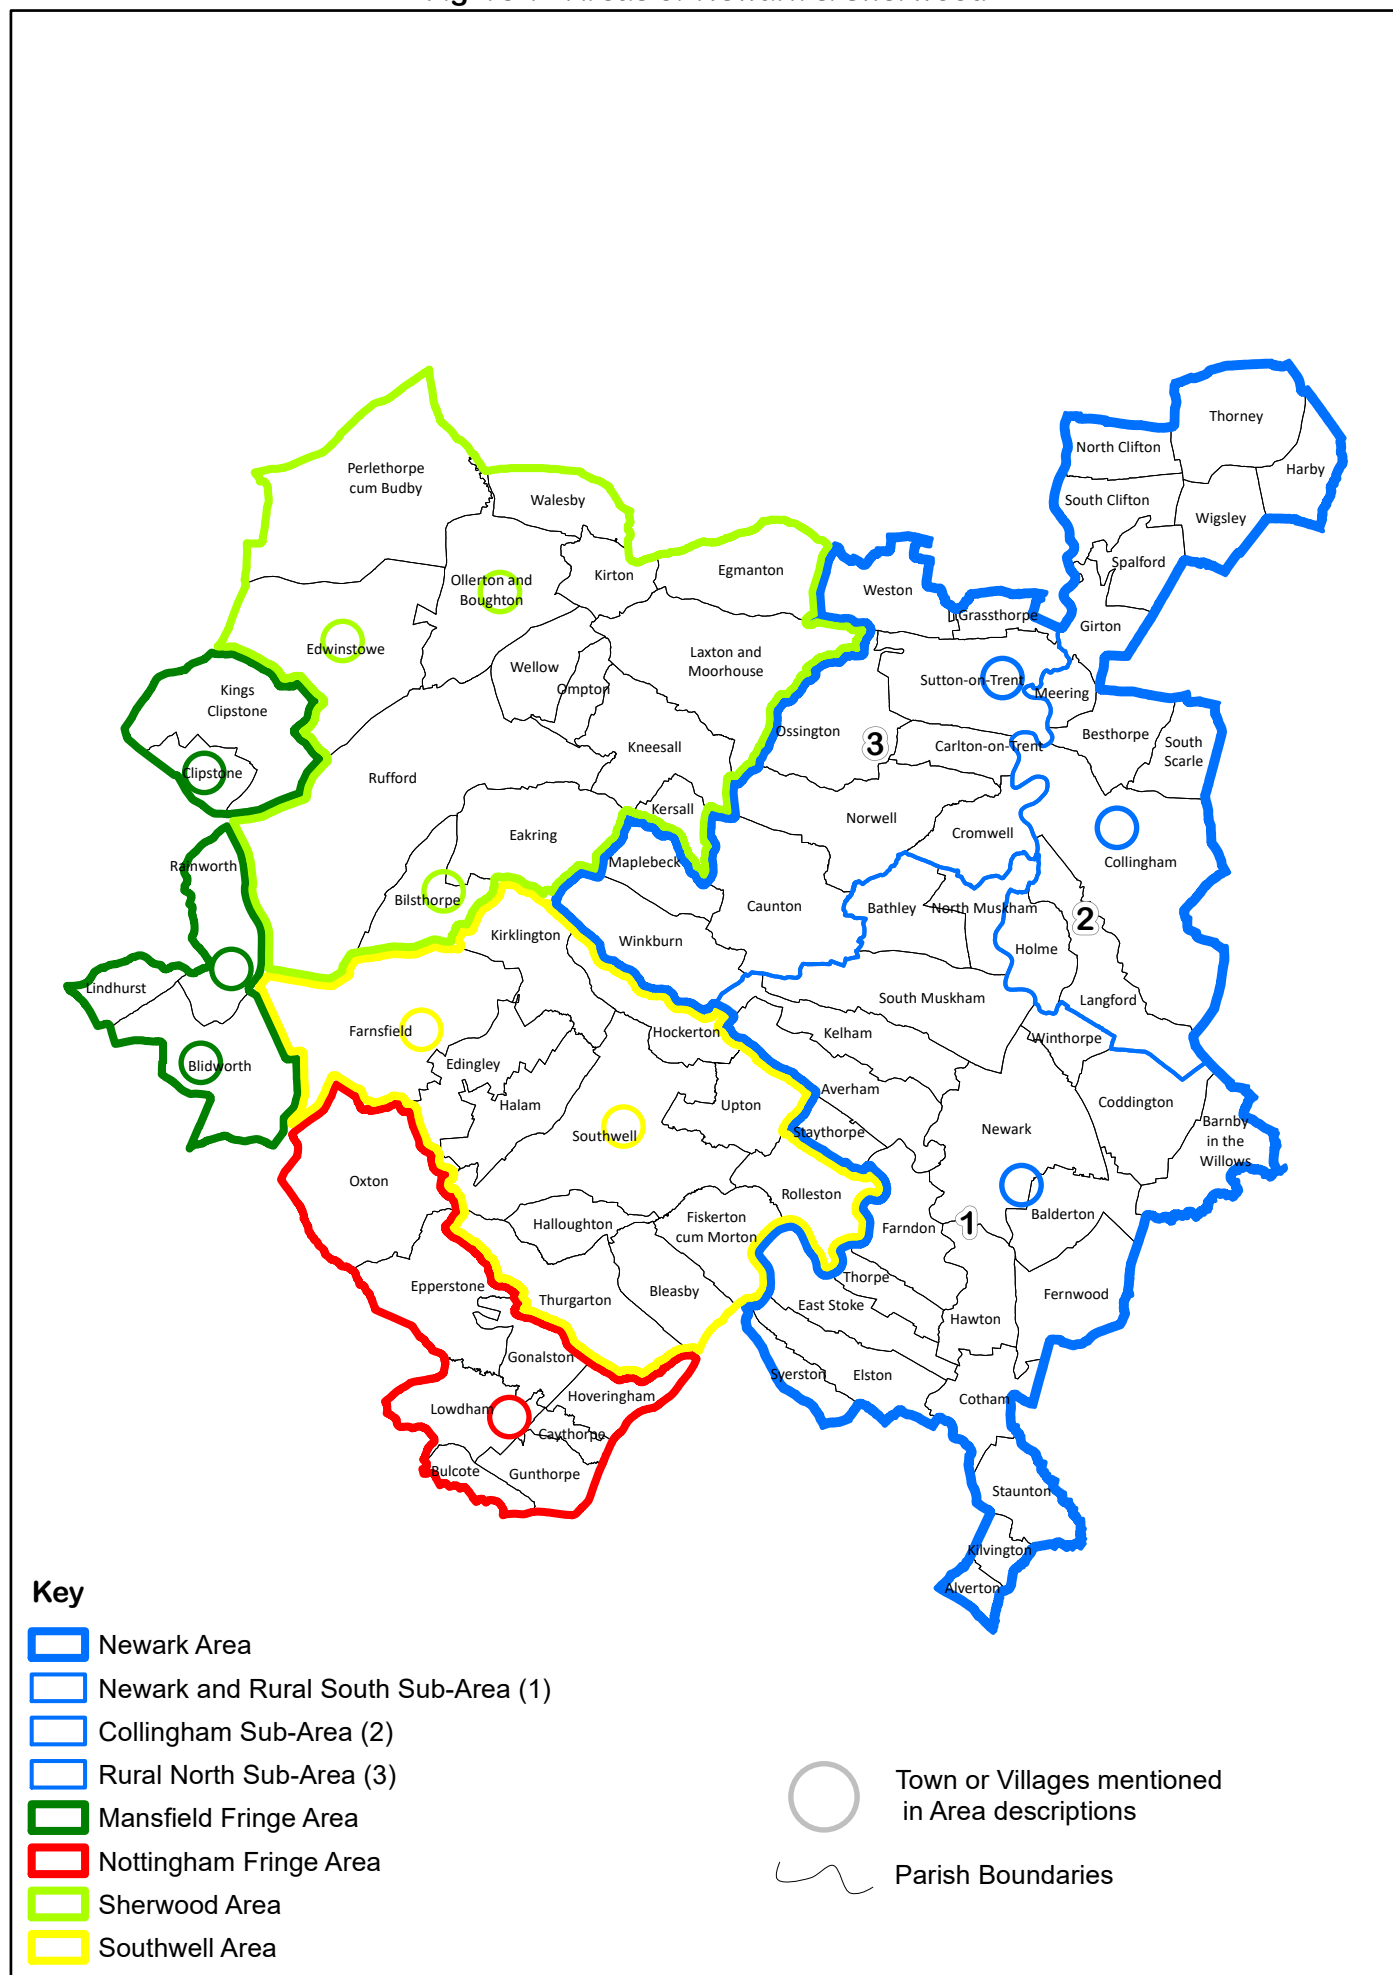 Thorney
North Clifton
Harby
Perlethorpe
cum Budby
Walesby
South Clifton
Wigsley
Spalford
Egmanton
Kirton
Ollerton and
Boughton
Weston
Grassthorpe
Girton
Edwinstowe
Laxton and
Moorhouse
Wellow
Ompton
Sutton-on-Trent
Meering
Kings
Clipstone
Ossington
3
Kneesall
Carlton-on-Trent
Besthorpe
South
Scarle
Clipstone
Rufford
Kersall
Norwell
Cromwell
Eakring
Collingham
Maplebeck
Rainworth
Bilsthorpe
Caunton
Bathley
North Muskham
2
Kirklington
Winkburn
Holme
Lindhurst
South Muskham
Langford
Farnsfield
Hockerton
Kelham
Winthorpe
Edingley
Blidworth
Averham
Halam
Upton
Coddington
Southwell
Staythorpe
Newark
Barnby
in the
Willows
Oxton
Rolleston
Halloughton
Fiskerton
cum Morton
Farndon
1
Balderton
Epperstone
Thurgarton
Bleasby
Thorpe
East Stoke
Fernwood
Hawton
Gonalston
Syerston
Elston
Hoveringham
Cotham
Lowdham
Caythorpe
Bulcote
Gunthorpe
Staunton
Kilvington
Alverton
Key
Newark Area
Newark and Rural South Sub-Area (1)
Collingham Sub-Area (2)
Rural North Sub-Area (3)
Mansfield Fringe Area
Nottingham Fringe Area
Sherwood Area
Southwell Area
Town or Villages mentioned
in Area descriptions
Parish Boundaries